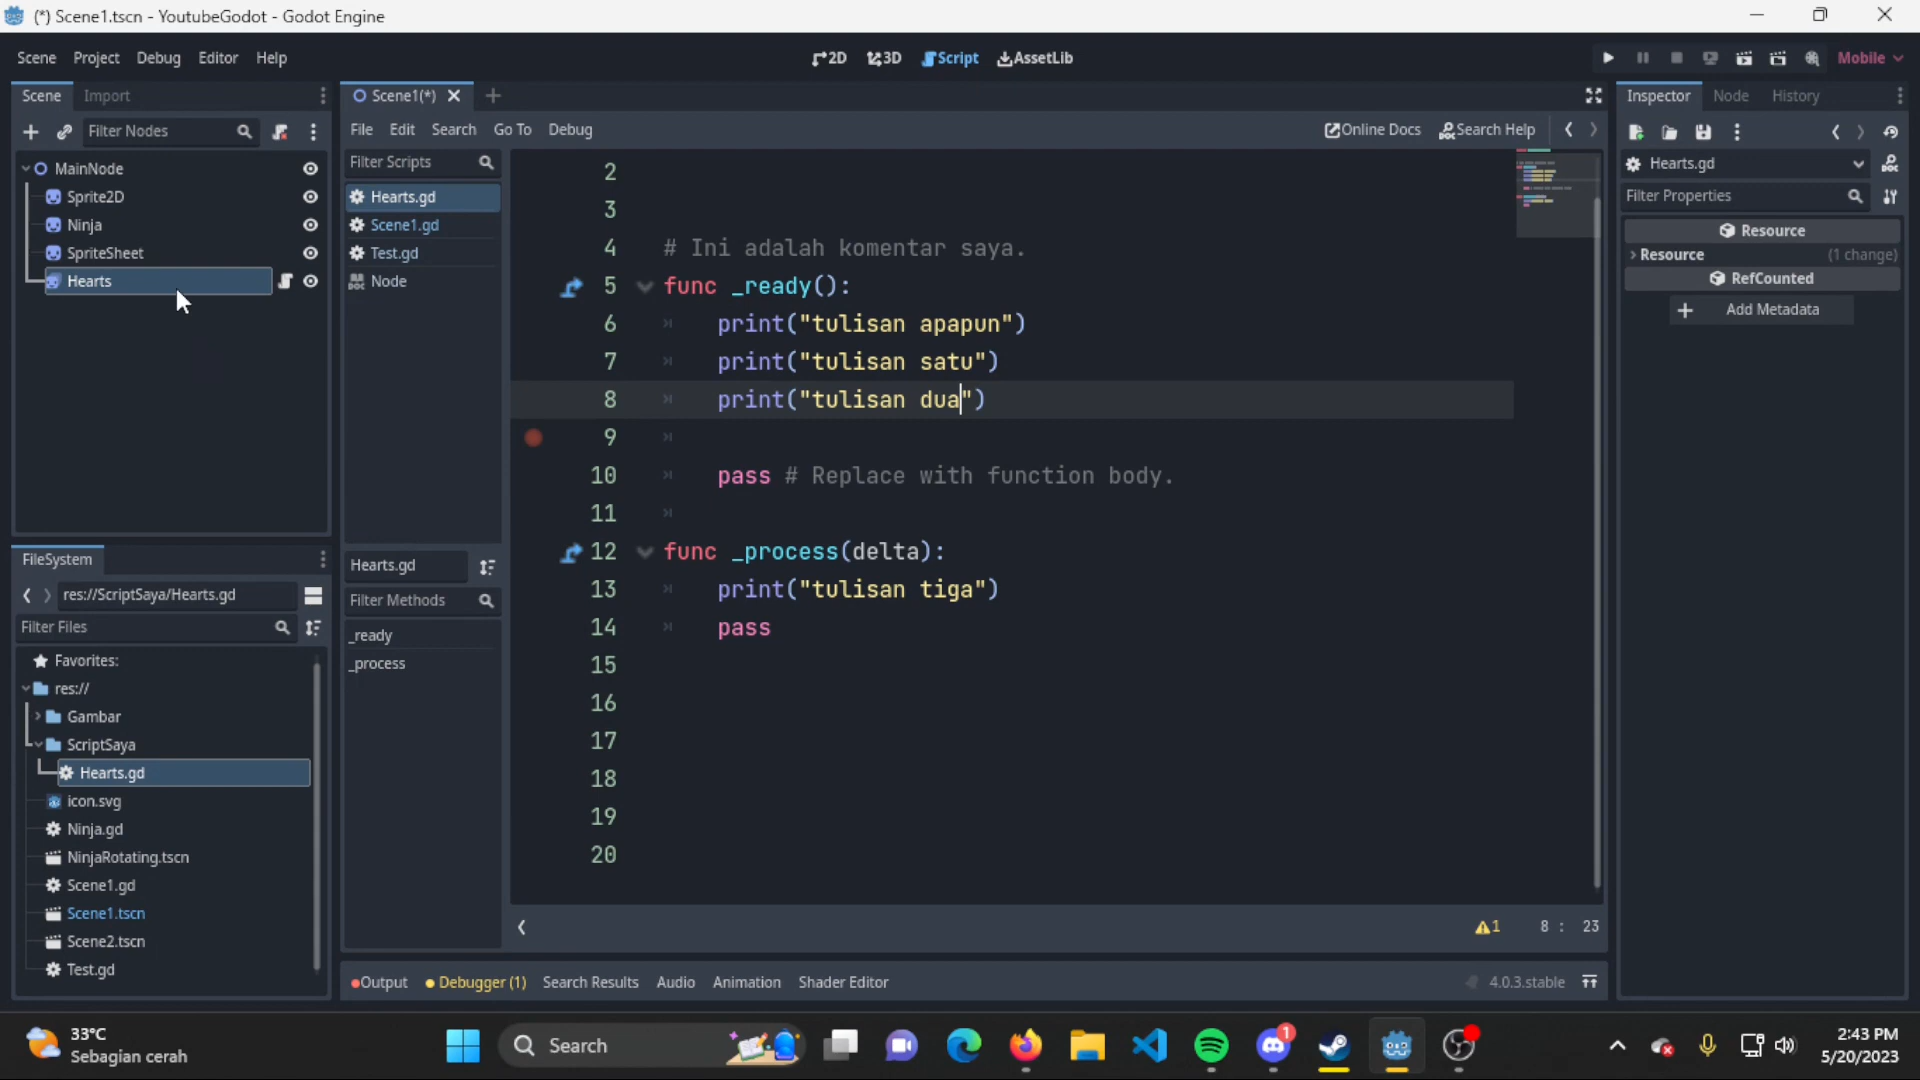 (*) Scene1.tscn - YoutubeGodot - Godot Engine
Scene Project Debug Editor Help
2D 3D Script AssetLib
Mobile
Scene Import
Filter Nodes
MainNode
Sprite2D
Ninja
SpriteSheet
Hearts
FileSystem
res://ScriptSaya/Hearts.gd
Filter Files
Favorites:
res://
Gambar
ScriptSaya
Hearts.gd
icon.svg
Ninja.gd
NinjaRotating.tscn
Scene1.gd
Scene1.tscn
Scene2.tscn
Test.gd
Scene1(*)
File Edit Search Go To Debug
Online Docs Search Help
Filter Scripts
Hearts.gd
Scene1.gd
Test.gd
Node
Hearts.gd
Filter Methods
_ready
_process
2
3
4 # Ini adalah komentar saya.
5 func _ready():
6 print("tulisan apapun")
7 print("tulisan satu")
8 print("tulisan dua")
9
10 pass # Replace with function body.
11
12 func _process(delta):
13 print("tulisan tiga")
14 pass
15
16
17
18
19
20
1 8 : 23
Output Debugger (1) Search Results Audio Animation Shader Editor
4.0.3.stable
Inspector Node History
Hearts.gd
Filter Properties
Resource
Resource (1 change)
RefCounted
Add Metadata
33°C
Sebagian cerah
Search
1
2:43 PM
5/20/2023